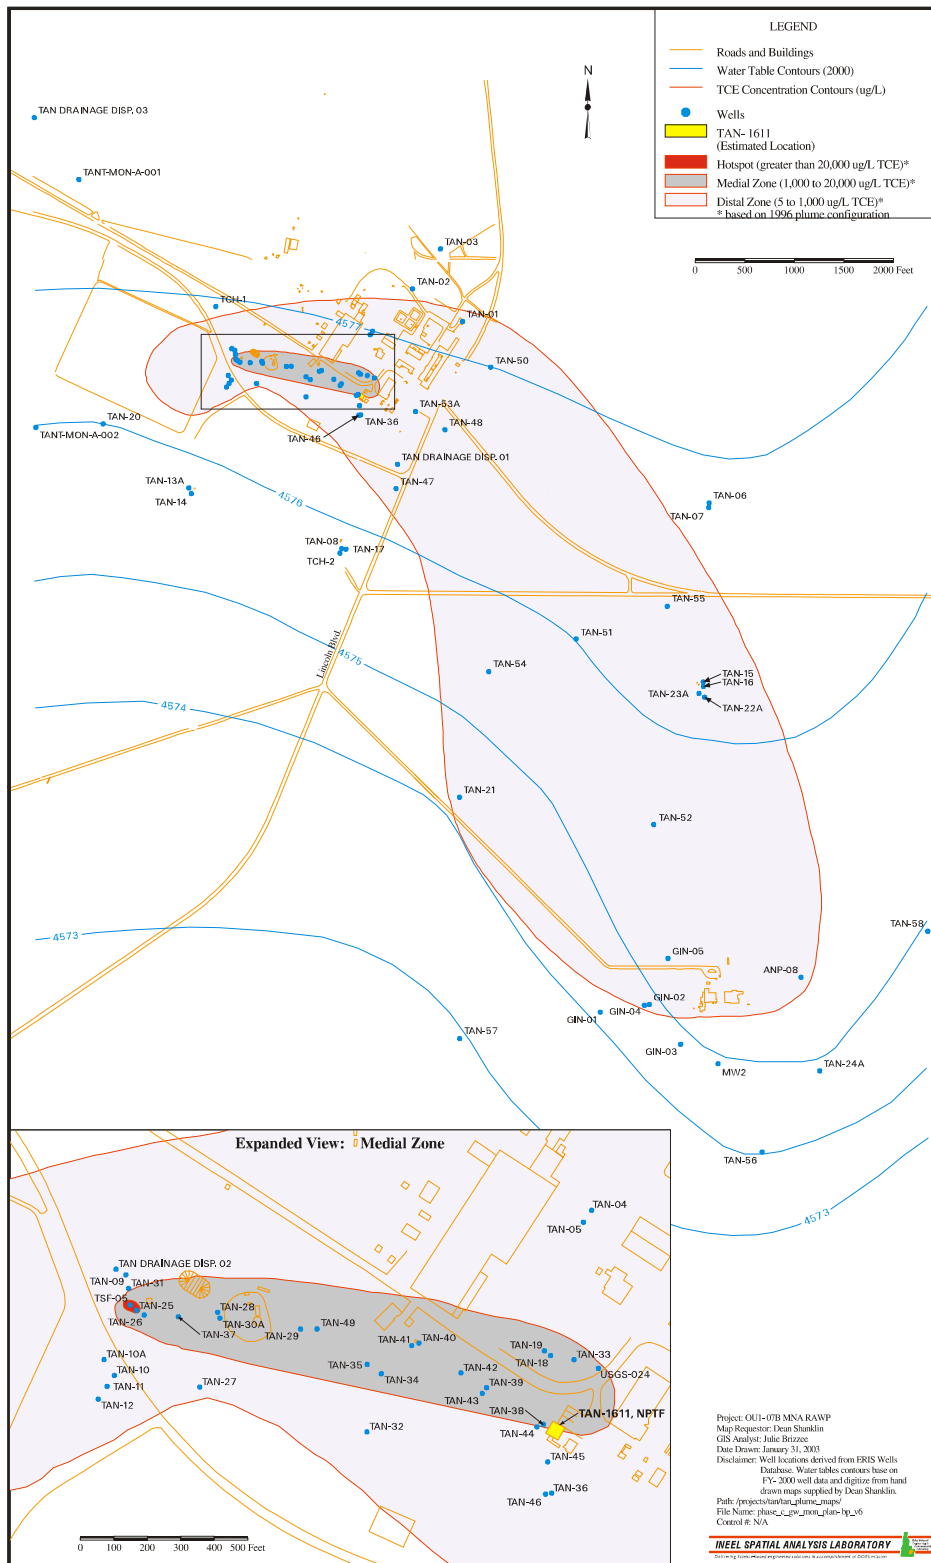 LEGEND
Roads and Buildings
Water Table Contours (2000)
TCE Concentration Contours (ug/L)
Wells
TAN- 1611
(Estimated Location)
Hotspot (greater than 20,000 ug/L TCE)*
Medial Zone (1,000 to 20,000 ug/L TCE)*
Distal Zone (5 to 1,000 ug/L TCE)*
* based on 1996 plume configuration
N
0 500 1000 1500 2000 Feet
TAN DRAINAGE DISP. 03
TANT-MON-A-001
TAN-03
TAN-02
TCH-1
4577
TAN-01
TAN-50
TAN-53A
TAN-20
TANT-MON-A-002
TAN-36
TAN-48
TAN-46
TAN DRAINAGE DISP. 01
TAN-13A
TAN-47
TAN-14
4576
TAN-06
TAN-07
TAN-08
TAN-17
TCH-2
TAN-55
TAN-51
Lincoln Blvd.
4575
TAN-54
TAN-15
TAN-16
TAN-23A
TAN-22A
4574
TAN-21
TAN-52
TAN-58
4573
GIN-05
ANP-08
GIN-02
GIN-04
GIN-01
TAN-57
GIN-03
MW2
TAN-24A
TAN-56
4573
Expanded View: Medial Zone
TAN-04
TAN-05
TAN DRAINAGE DISP. 02
TAN-09
TAN-31
TSF-05
TAN-25
TAN-26
TAN-28
TAN-30A
TAN-37
TAN-29
TAN-49
TAN-41
TAN-40
TAN-19
TAN-18
TAN-33
TAN-10A
TAN-35
TAN-10
TAN-34
TAN-42
USGS-024
TAN-11
TAN-27
TAN-39
TAN-12
TAN-43
TAN-38
TAN-1611, NPTF
TAN-32
TAN-44
TAN-45
TAN-36
TAN-46
0 100 200 300 400 500 Feet
Project: OU1- 07B MNA RAWP
Map Requestor: Dean Shanklin
GIS Analyst: Julie Brizzee
Date Drawn: January 31, 2003
Disclaimer: Well locations derived from ERIS Wells
Database. Water tables contours base on
FY- 2000 well data and digitize from hand
drawn maps supplied by Dean Shanklin.
Path: /projects/tan/tan_plume_maps/
File Name: phase_c_gw_mon_plan- bp_v6
Control #: N/A
INEEL SPATIAL ANALYSIS LABORATORY